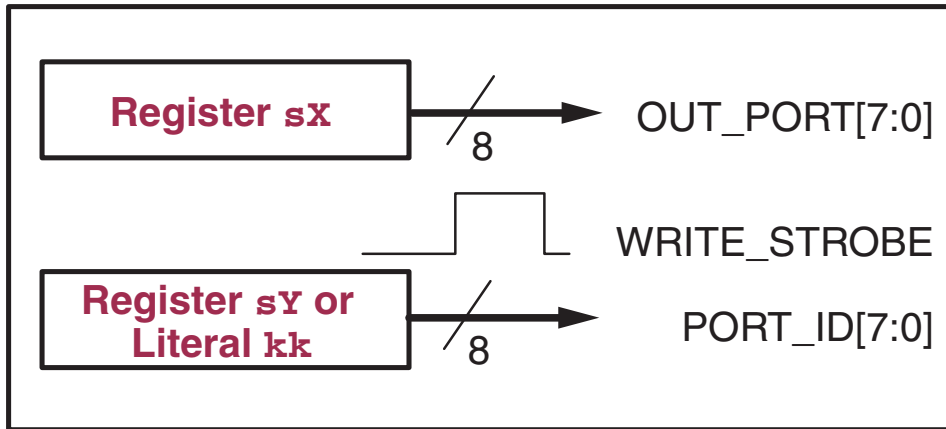 Register sX
8
OUT_PORT[7:0]
WRITE_STROBE
Register sY or
Literal kk
8
PORT_ID[7:0]